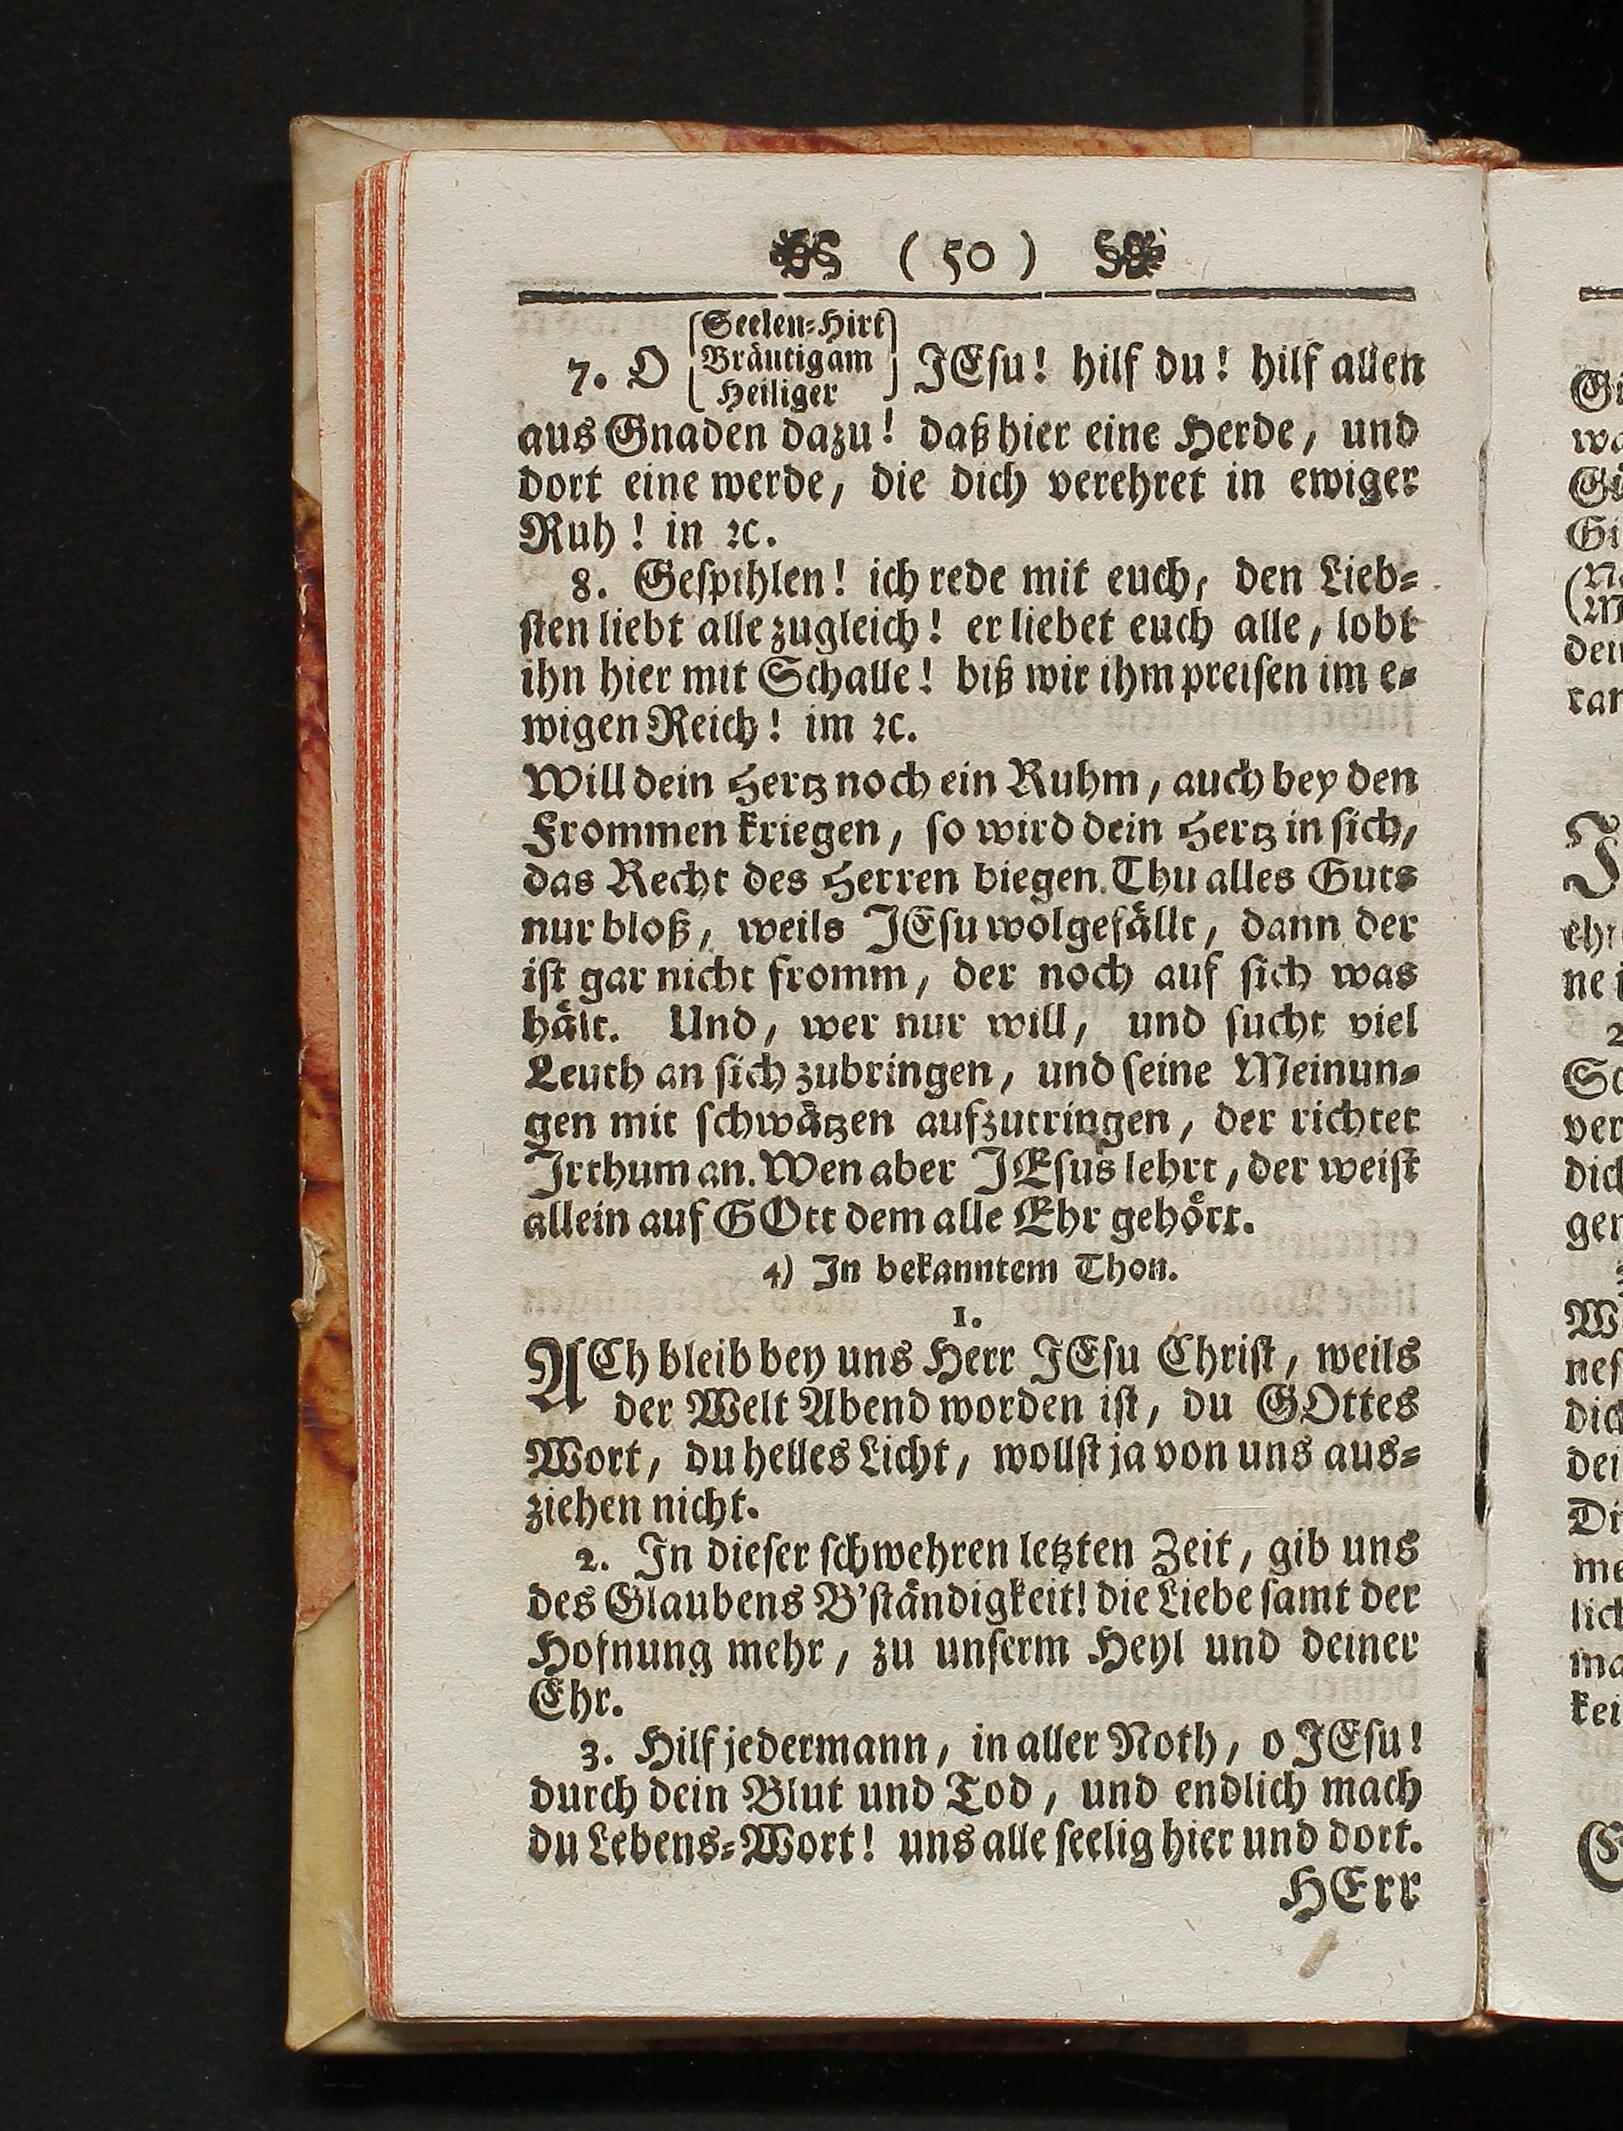 ( 50 )
7. O {Seelen-Hirt
Bräutigam
Heiliger} JEsu! hilf du! hilf allen
aus Gnaden dazu! daß hier eine Herde, und
dort eine werde, die dich verehret in ewiger
Ruh! in ꝛc.
8. Gespihlen! ich rede mit euch, den Lieb-
sten liebt alle zugleich! er liebet euch alle, lobt
ihn hier mit Schalle! biß wir ihm preisen im e-
wigen Reich! im ꝛc.
Will dein Hertz noch ein Ruhm, auch bey den
Frommen kriegen, so wird dein Hertz in sich,
das Recht des Herren biegen. Thu alles Guts
nur bloß, weils JEsu wolgefällt, dann der
ist gar nicht fromm, der noch auf sich was
hält. Und, wer nur will, und sucht viel
Leuth an sich zubringen, und seine Meinun-
gen mit schwätzen aufzutringen, der richtet
Jrthum an. Wen aber JEsus lehrt, der weist
allein auf GOtt dem alle Ehr gehört.
4) Jn bekanntem Thon.
1.
ACh bleib bey uns Herr JEsu Christ, weils
der Welt Abend worden ist, du GOttes
Wort, du helles Licht, wollst ja von uns aus-
ziehen nicht.
2. Jn dieser schwehren letzten Zeit, gib uns
des Glaubens B'ständigkeit! die Liebe samt der
Hofnung mehr, zu unserm Heyl und deiner
Ehr.
3. Hilf jedermann, in aller Noth, o JEsu!
durch dein Blut und Tod, und endlich mach
du Lebens-Wort! uns alle seelig hier und dort.
HErr